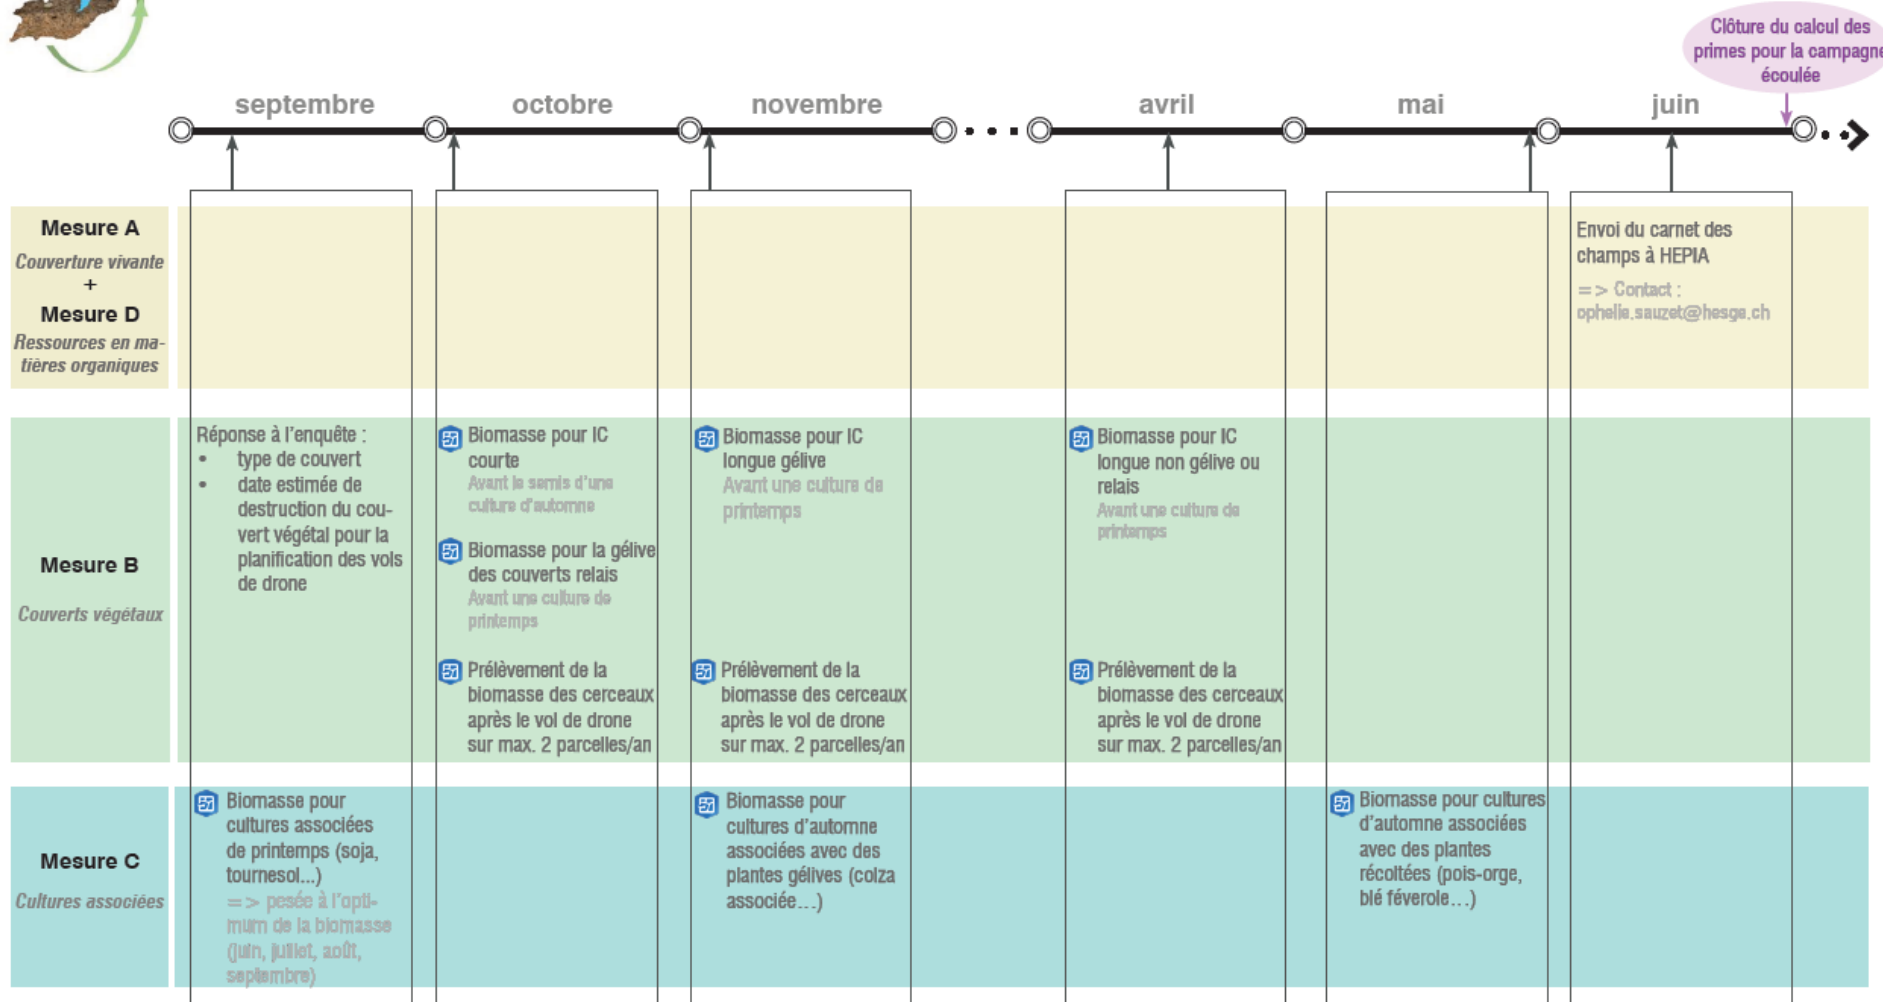 Clôture du calcul des
primes pour la campagne
écoulée
septembre
octobre
novembre
avril
mai
juin
Mesure A
Couverture vivante
+
Mesure D
Ressources en ma-
tières organiques
Envoi du carnet des
champs à HEPIA
=> Contact :
ophelie.sauzet@hesge.ch
Mesure B
Couverts végétaux
Réponse à l'enquête :
• type de couvert
• date estimée de
destruction du cou-
vert végétal pour la
planification des vols
de drone
Biomasse pour IC
courte
Avant le semis d'une
culture d'automne
Biomasse pour la gélive
des couverts relais
Avant une culture de
printemps
Prélèvement de la
biomasse des cerceaux
après le vol de drone
sur max. 2 parcelles/an
Biomasse pour IC
longue gélive
Avant une culture de
printemps
Prélèvement de la
biomasse des cerceaux
après le vol de drone
sur max. 2 parcelles/an
Biomasse pour IC
longue non gélive ou
relais
Avant une culture de
printemps
Prélèvement de la
biomasse des cerceaux
après le vol de drone
sur max. 2 parcelles/an
Mesure C
Cultures associées
Biomasse pour
cultures associées
de printemps (soja,
tournesol...)
=> pesée à l'opti-
mum de la biomasse
(juin, juillet, août,
septembre)
Biomasse pour
cultures d'automne
associées avec des
plantes gélives (colza
associée...)
Biomasse pour cultures
d'automne associées
avec des plantes
récoltées (pois-orge,
blé féverole...)